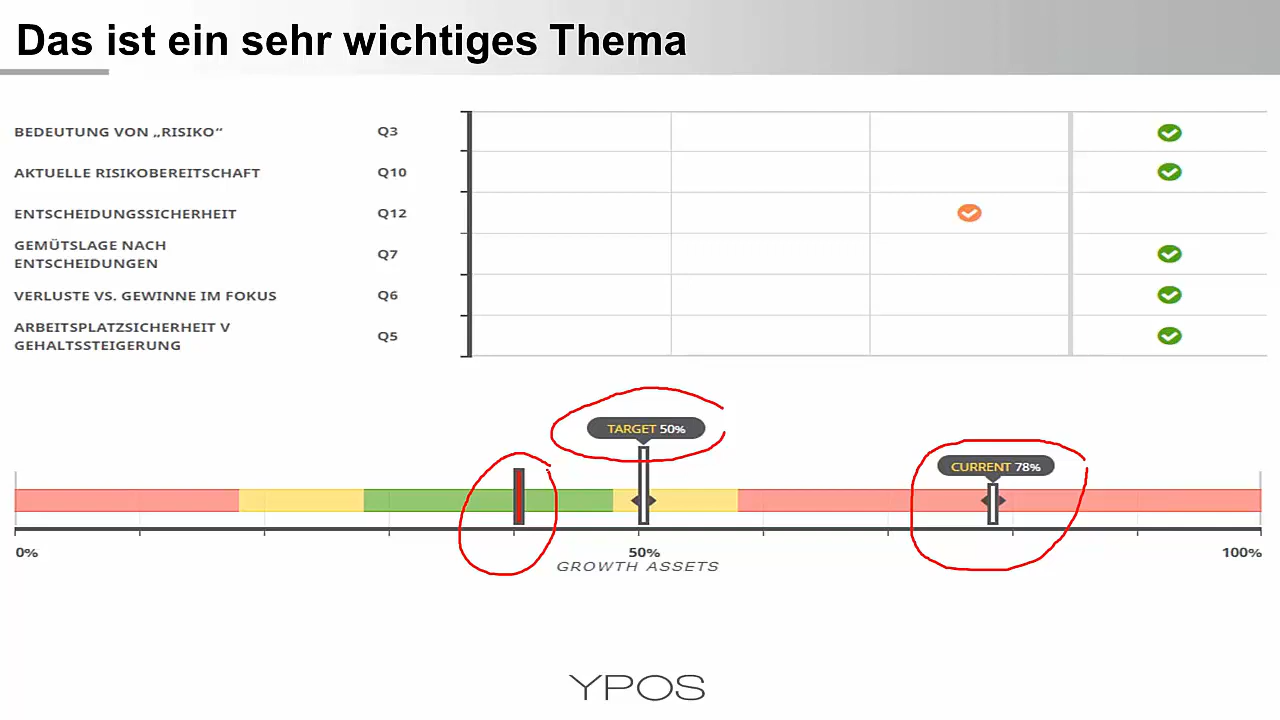 Das ist ein sehr wichtiges Thema
BEDEUTUNG VON „RISIKO“ Q3
AKTUELLE RISIKOBEREITSCHAFT Q10
ENTSCHEIDUNGSSICHERHEIT Q12
GEMÜTSLAGE NACH
ENTSCHEIDUNGEN Q7
VERLUSTE VS. GEWINNE IM FOKUS Q6
ARBEITSPLATZSICHERHEIT V
GEHALTSSTEIGERUNG Q5
TARGET 50%
CURRENT 78%
0% 50% 100%
GROWTH ASSETS
YPOS